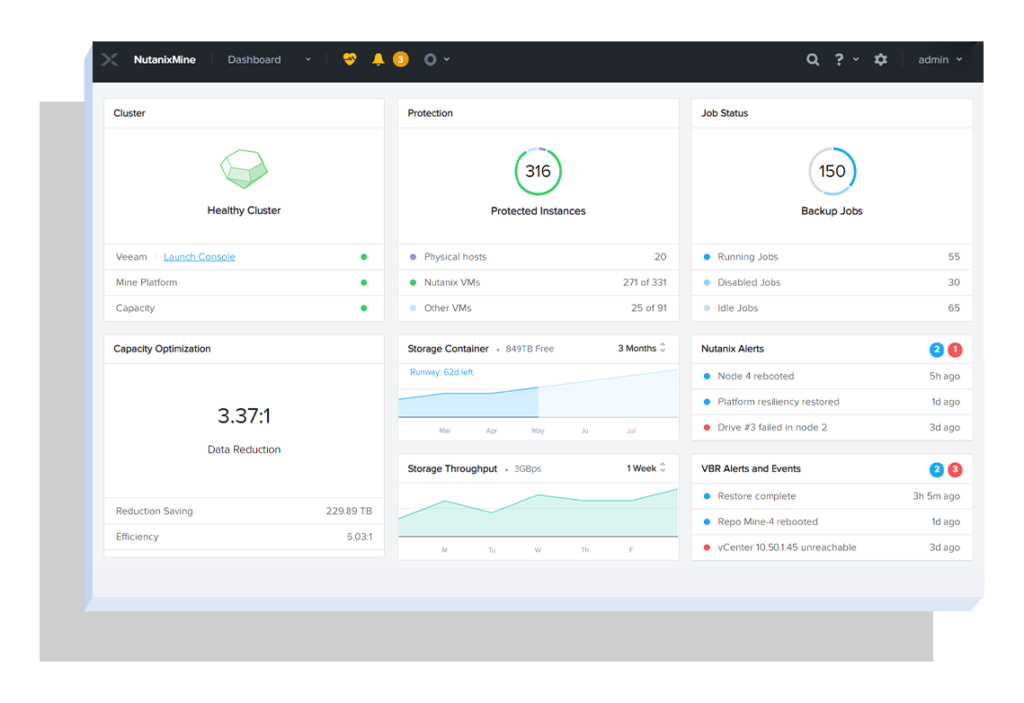 NutanixMine Dashboard 3 ? admin
Cluster
Healthy Cluster
Veeam Launch Console
Mine Platform
Capacity
Protection
316
Protected Instances
Physical hosts 20
Nutanix VMs 271 of 331
Other VMs 25 of 91
Job Status
150
Backup Jobs
Running Jobs 55
Disabled Jobs 30
Idle Jobs 65
Capacity Optimization
3.37:1
Data Reduction
Reduction Saving 229.89 TB
Efficiency 6.03:1
Storage Container • 849TB Free 3 Months
Runway: 62d left
Mar Apr May Ju Jul
Storage Throughput • 3GBps 1 Week
M Tu W Th F
Nutanix Alerts 2 1
Node 4 rebooted 5h ago
Platform resiliency restored 1d ago
Drive #3 failed in node 2 3d ago
VBR Alerts and Events 2 3
Restore complete 3h 5m ago
Repo Mine-4 rebooted 1d ago
vCenter 10.50.1.45 unreachable 3d ago